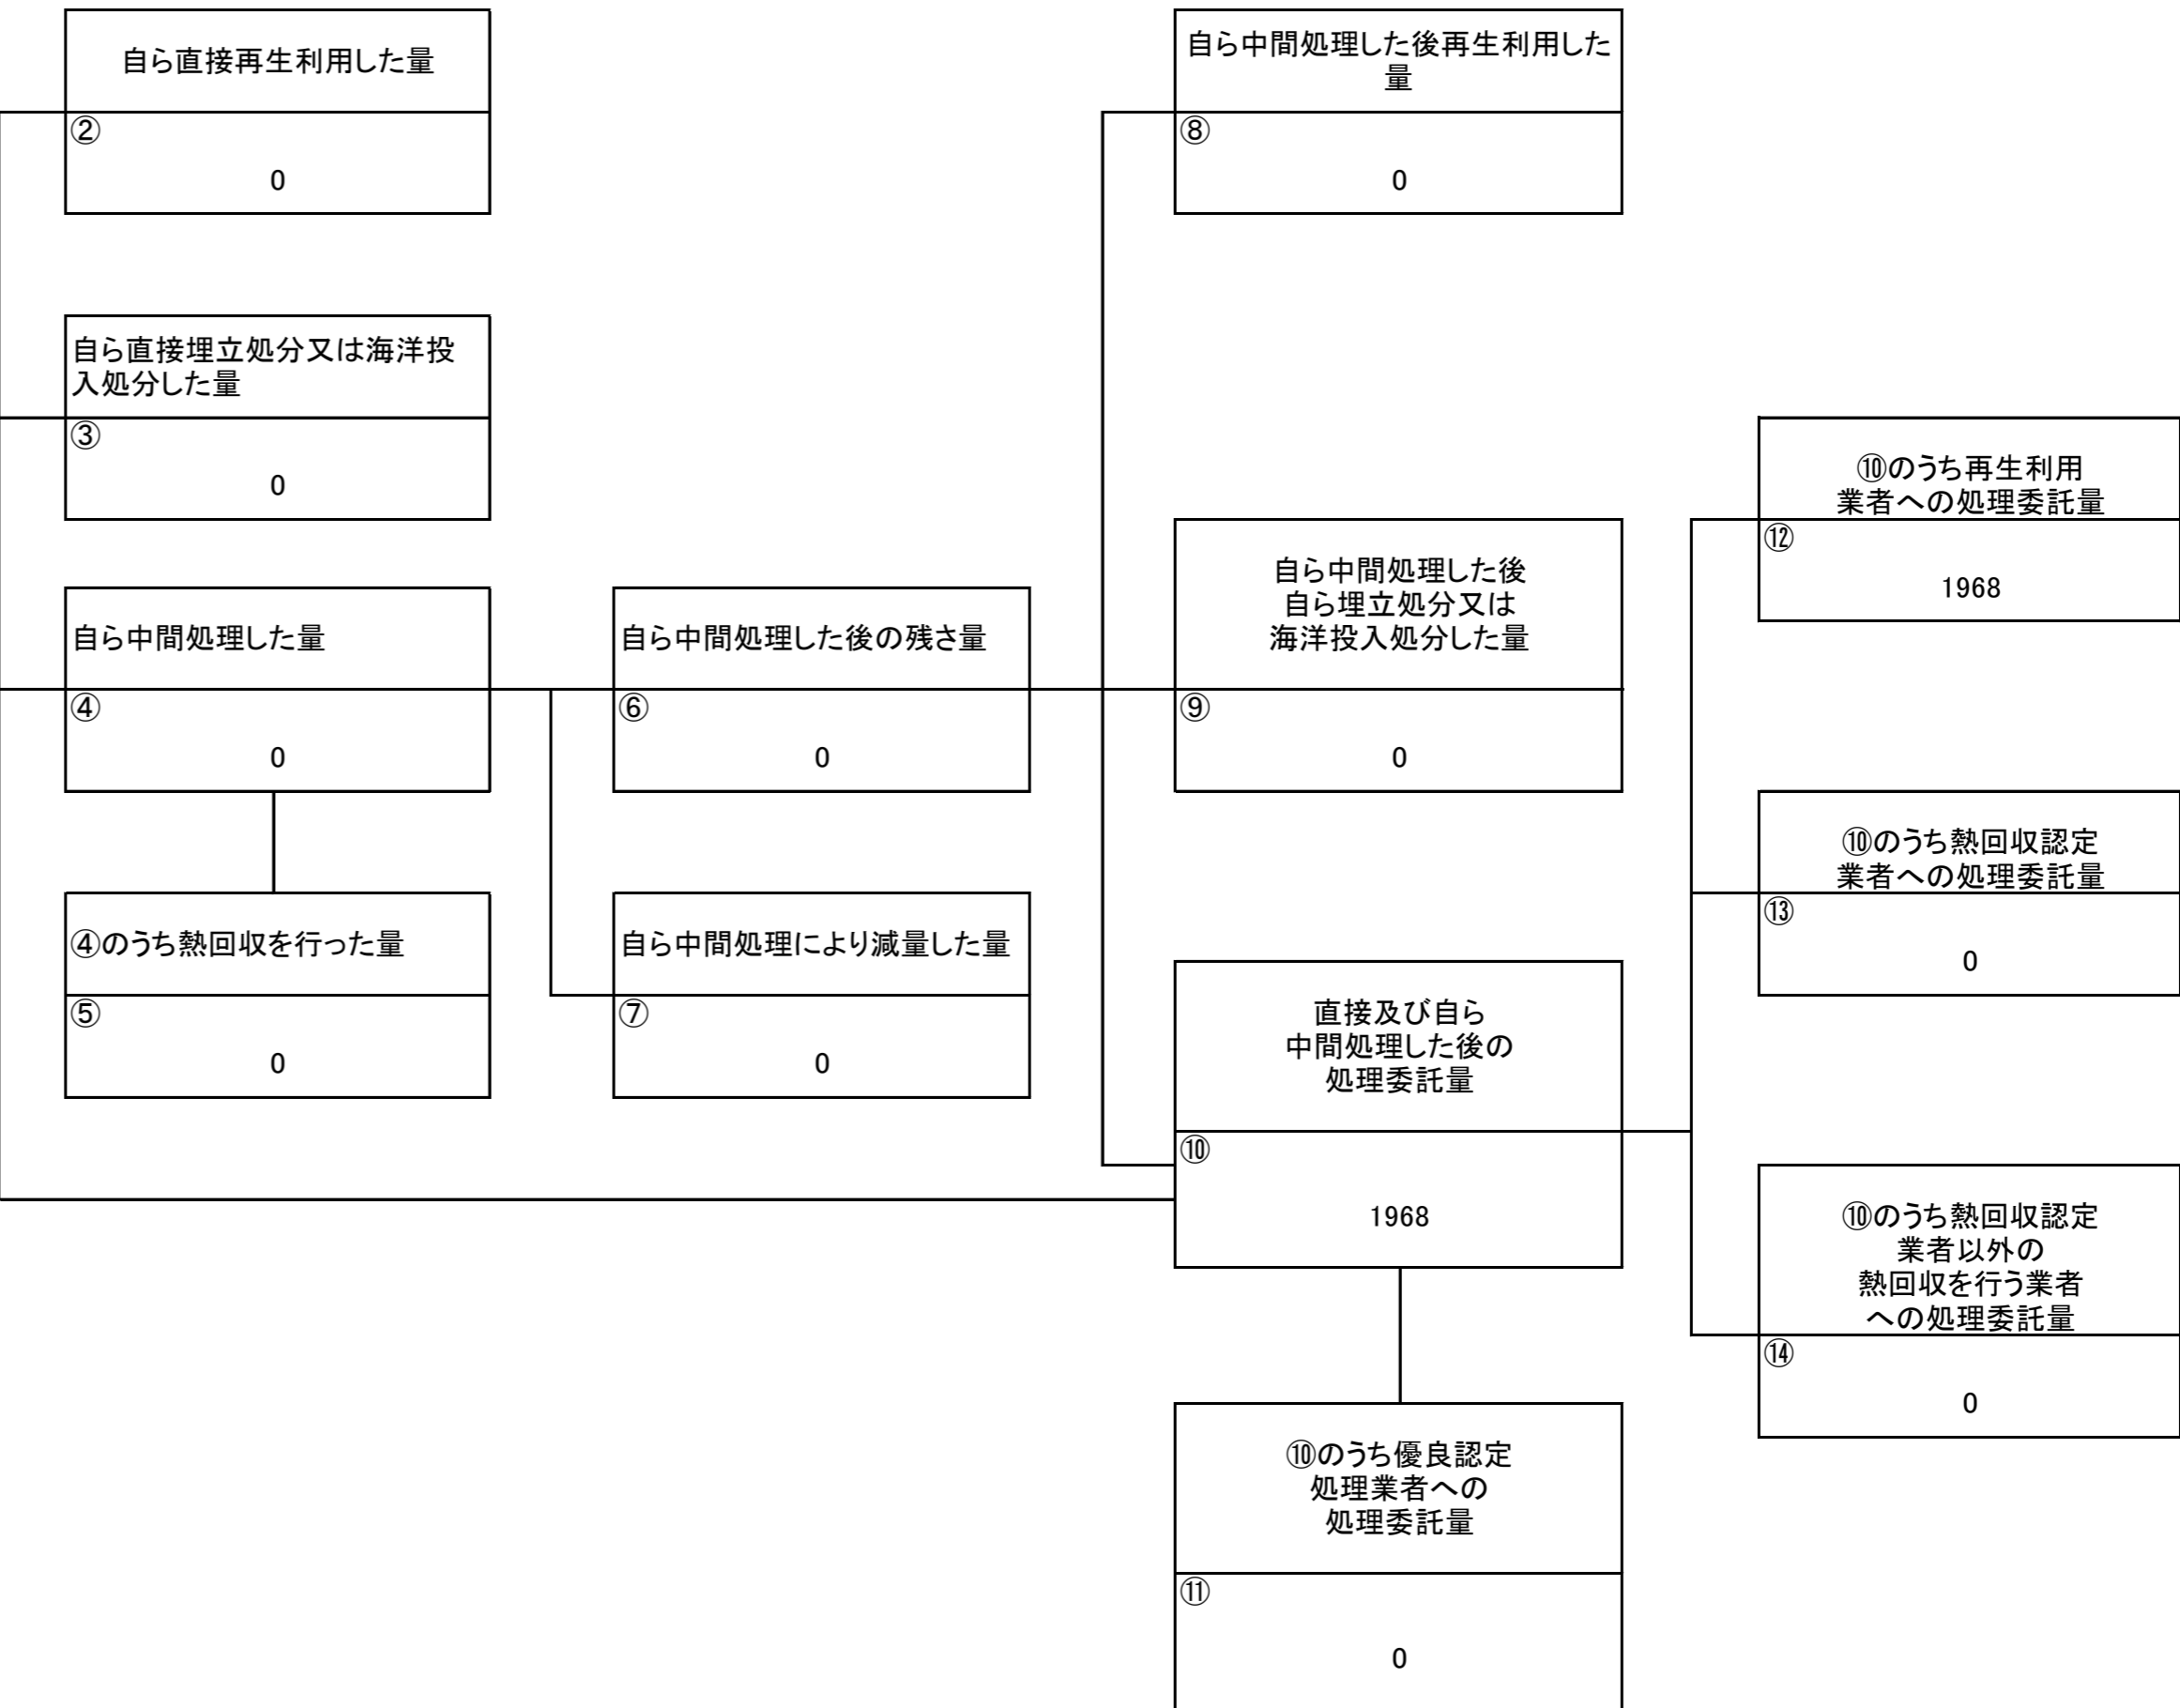 自ら直接再生利用した量
②
0
自ら中間処理した後再生利用した
量
⑧
0
自ら直接埋立処分又は海洋投
入処分した量
③
0
⑩のうち再生利用
業者への処理委託量
⑫
1968
自ら中間処理した後
自ら埋立処分又は
海洋投入処分した量
⑨
0
自ら中間処理した量
④
0
自ら中間処理した後の残さ量
⑥
0
⑩のうち熱回収認定
業者への処理委託量
⑬
0
④のうち熱回収を行った量
⑤
0
自ら中間処理により減量した量
⑦
0
直接及び自ら
中間処理した後の
処理委託量
⑩
1968
⑩のうち熱回収認定
業者以外の
熱回収を行う業者
への処理委託量
⑭
0
⑩のうち優良認定
処理業者への
処理委託量
⑪
0